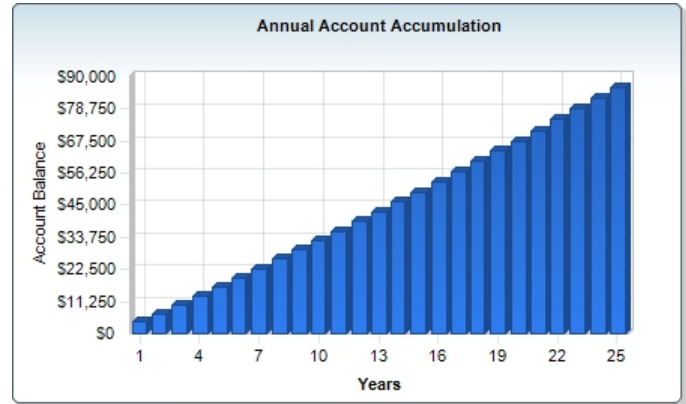 Annual Account Accumulation
$90,000
$78,750
$67,500
$56,250
$45,000
$33,750
$22,500
$11,250
$0
Account Balance
1 4 7 10 13 16 19 22 25
Years